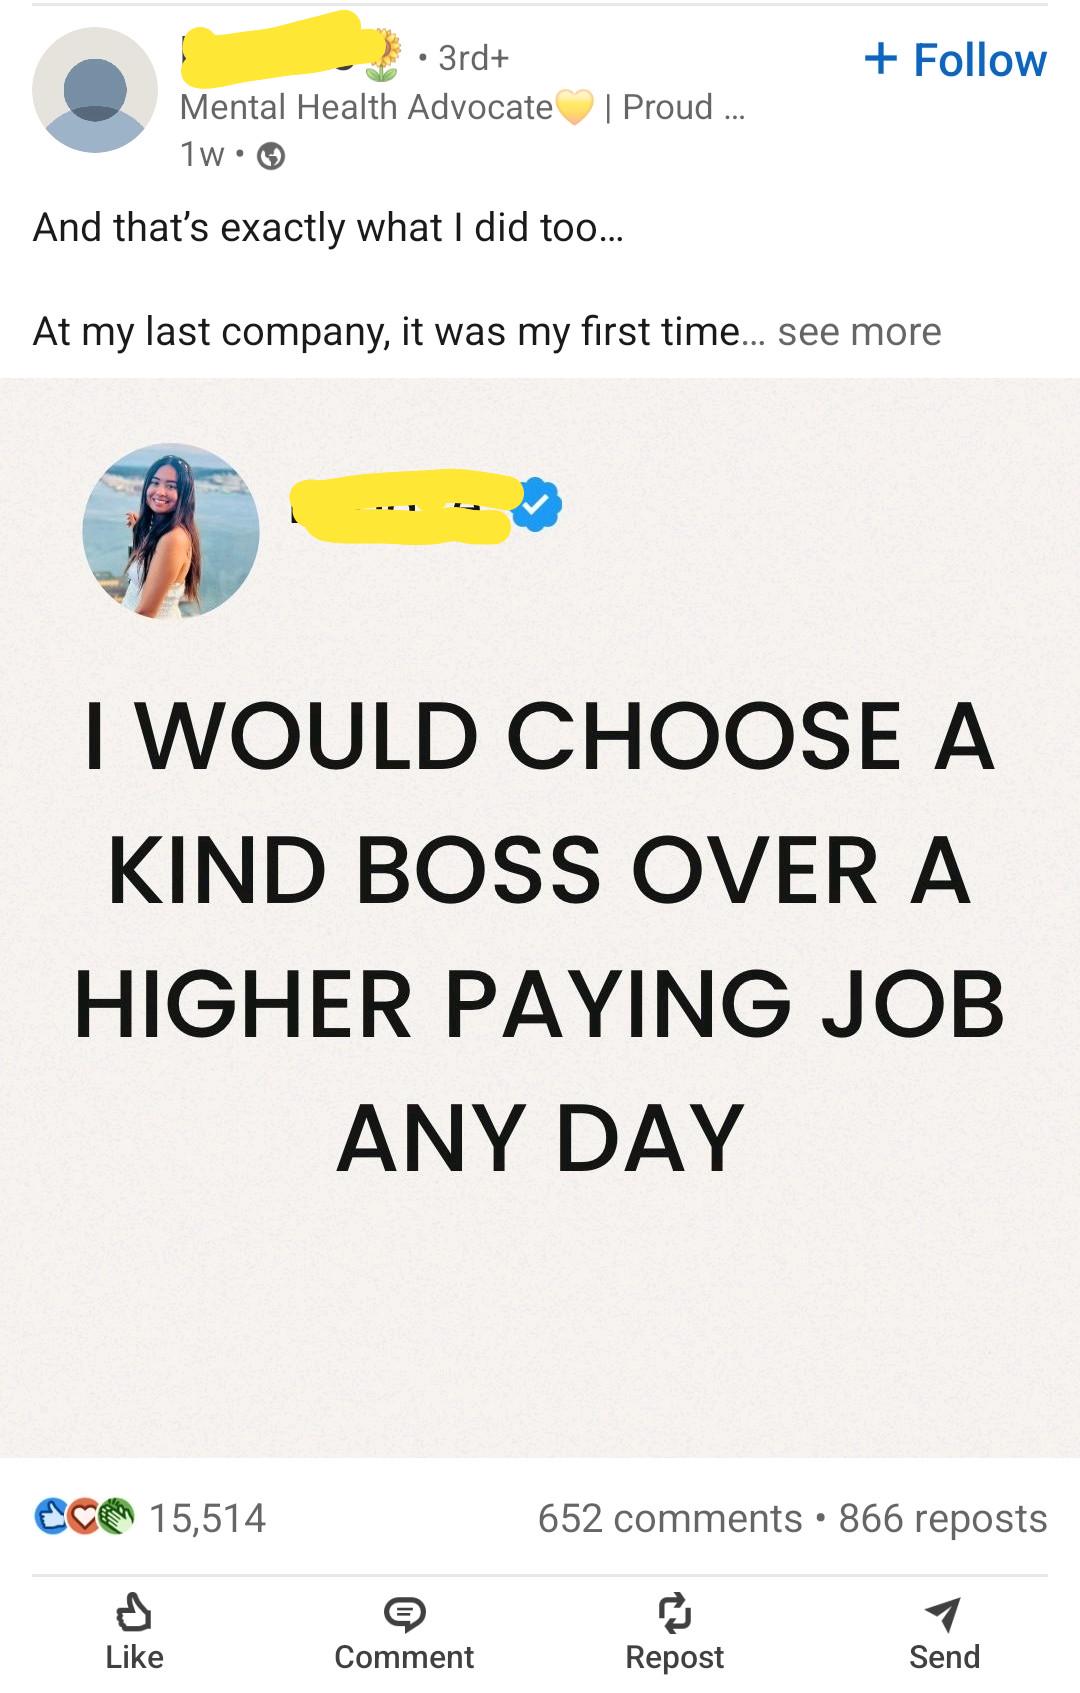 • 3rd+
+ Follow
Mental Health Advocate💛 | Proud ...
1w •
And that’s exactly what I did too...
At my last company, it was my first time... see more
I WOULD CHOOSE A
KIND BOSS OVER A
HIGHER PAYING JOB
ANY DAY
15,514
652 comments • 866 reposts
Like
Comment
Repost
Send